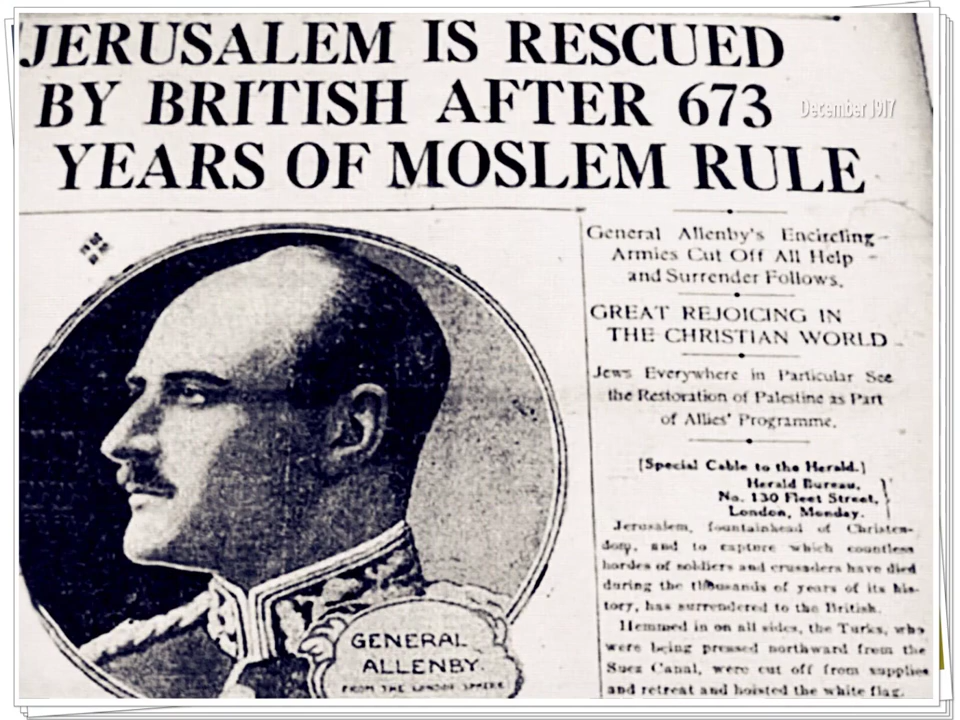 JERUSALEM IS RESCUED
BY BRITISH AFTER 673
YEARS OF MOSLEM RULE
December 1917
General Allenby's Encircling
Armies Cut Off All Help
and Surrender Follows.
GREAT REJOICING IN
THE CHRISTIAN WORLD
Jews Everywhere in Particular See
the Restoration of Palestine as Part
of Allies' Programme.
[Special Cable to the Herald.]
Herald Bureau,
No. 130 Fleet Street,
London, Monday.
Jerusalem, fountainhead of Christen-
dom, and to capture which countless
hordes of soldiers and crusaders have died
during the thousands of years of its his-
tory, has surrendered to the British.
Hemmed in on all sides, the Turks, who
were being pressed northward from the
Suez Canal, were cut off from supplies
and retreat and hoisted the white flag.
GENERAL
ALLENBY.
FROM THE LONDON SPHERE